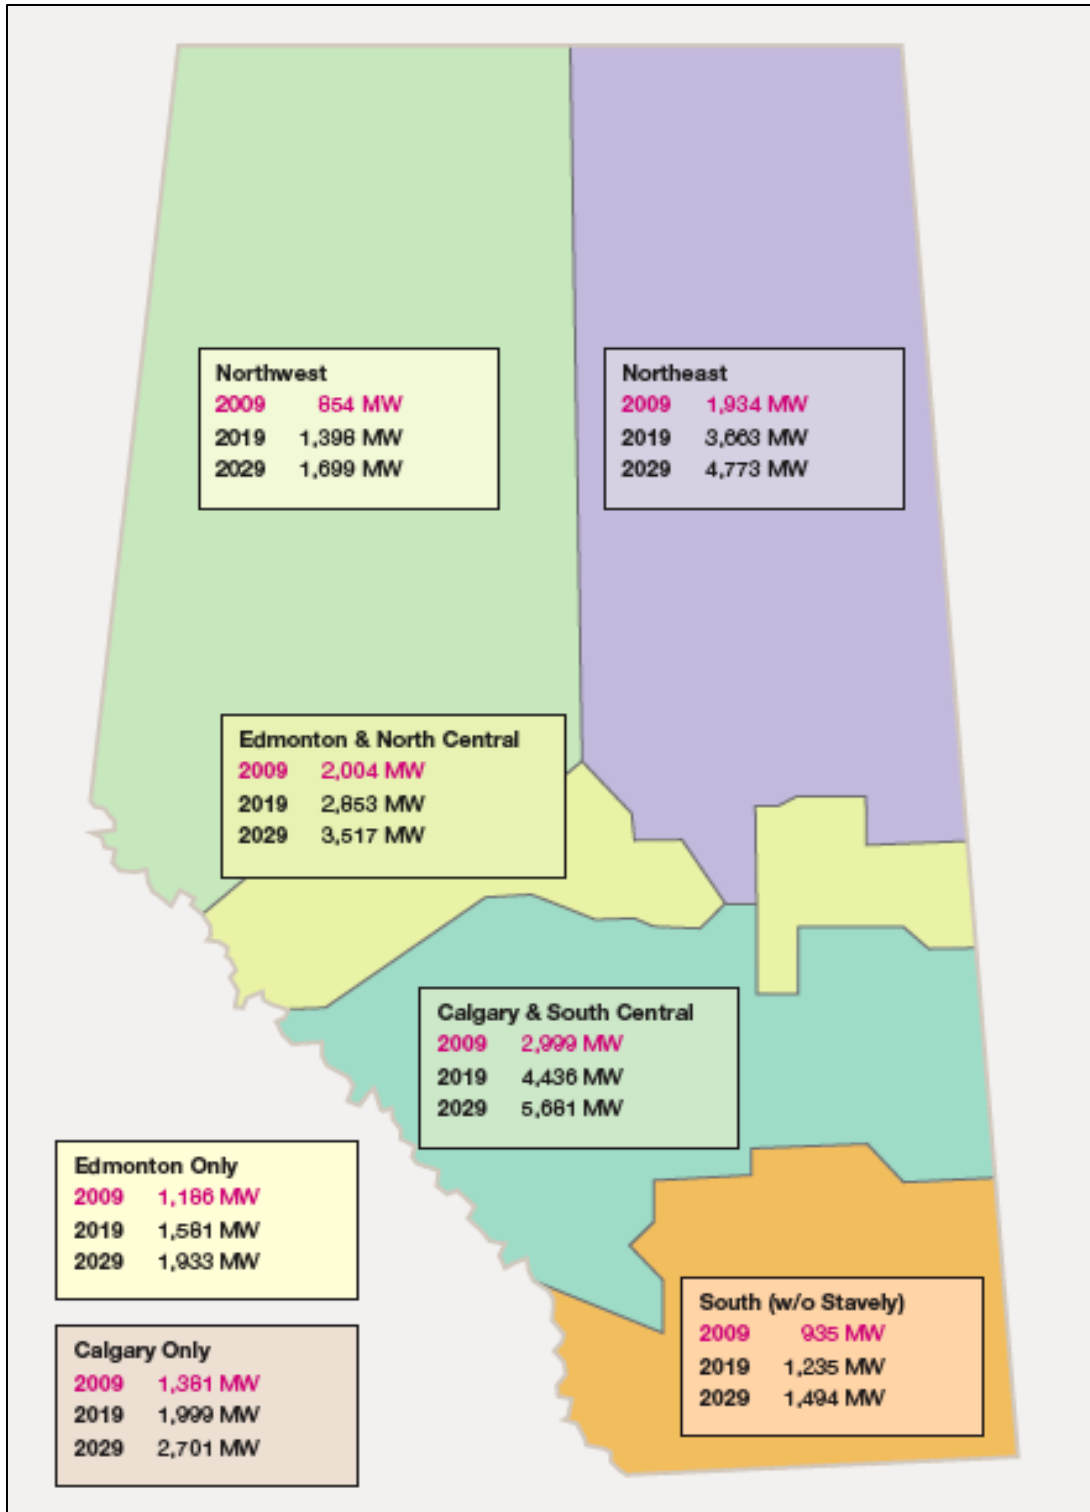 Northwest
2009 854 MW
2019 1,398 MW
2029 1,699 MW
Northeast
2009 1,934 MW
2019 3,663 MW
2029 4,773 MW
Edmonton & North Central
2009 2,004 MW
2019 2,853 MW
2029 3,517 MW
Calgary & South Central
2009 2,999 MW
2019 4,436 MW
2029 5,681 MW
Edmonton Only
2009 1,186 MW
2019 1,581 MW
2029 1,933 MW
South (w/o Stavely)
2009 935 MW
2019 1,235 MW
2029 1,494 MW
Calgary Only
2009 1,381 MW
2019 1,999 MW
2029 2,701 MW